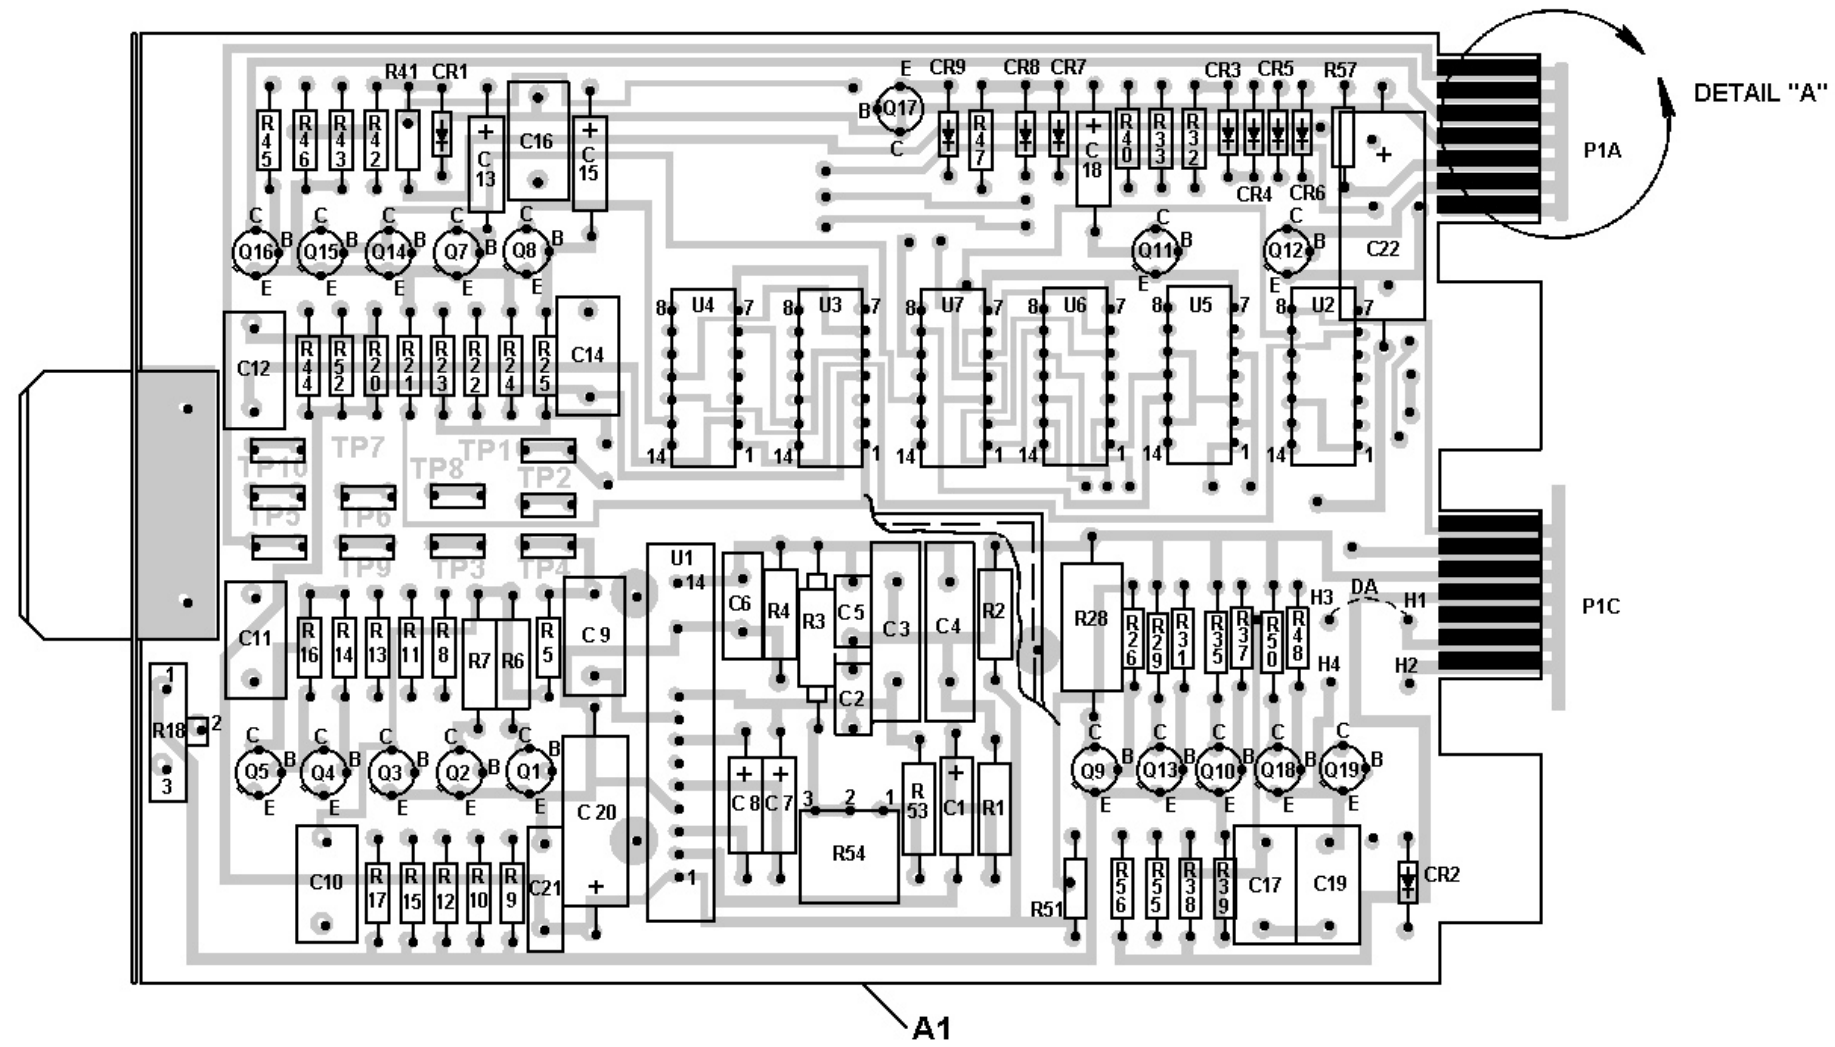 R41 CR1 E CR9 CR8 CR7 CR3 CR5 R57
DETAIL "A"
R45 R46 R43 R42 + C13 C16 + C15 B Q17 C R47 + C18 R40 R33 R32 + P1A
CR4 CR6
C Q16 B E C Q15 B E C Q14 B E C Q7 B E C Q8 B E C Q11 B E C Q12 B E C22
8 U4 7 8 U3 7 8 U7 7 8 U6 7 8 U5 7 8 U2 7
C12 R44 R52 R20 R21 R23 R22 R24 R25 C14
14 1 14 1 14 1 14 1 14 1 14 1
TP7 TP1
TP10 TP8 TP2
TP5 TP6
TP9 TP3 TP4
U1
14
C11 R16 R14 R13 R11 R8 R7 R6 R5 C9 C6 R4 R3 C5 C3 C4 R2 R28 R26 R29 R31 R35 R37 R50 R48 H3 DA H1 P1C
H4 H2
C2
1 R18 2 3
C Q5 B E C Q4 B E C Q3 B E C Q2 B E C Q1 B E C Q9 B E C Q13 B E C Q10 B E C Q18 B E C Q19 B E
C20 + + C8 + C7 3 2 1 R54 R53 + C1 R1
C10 R17 R15 R12 R10 R9 C21 1 R51 R56 R55 R38 R39 C17 C19 CR2
A1